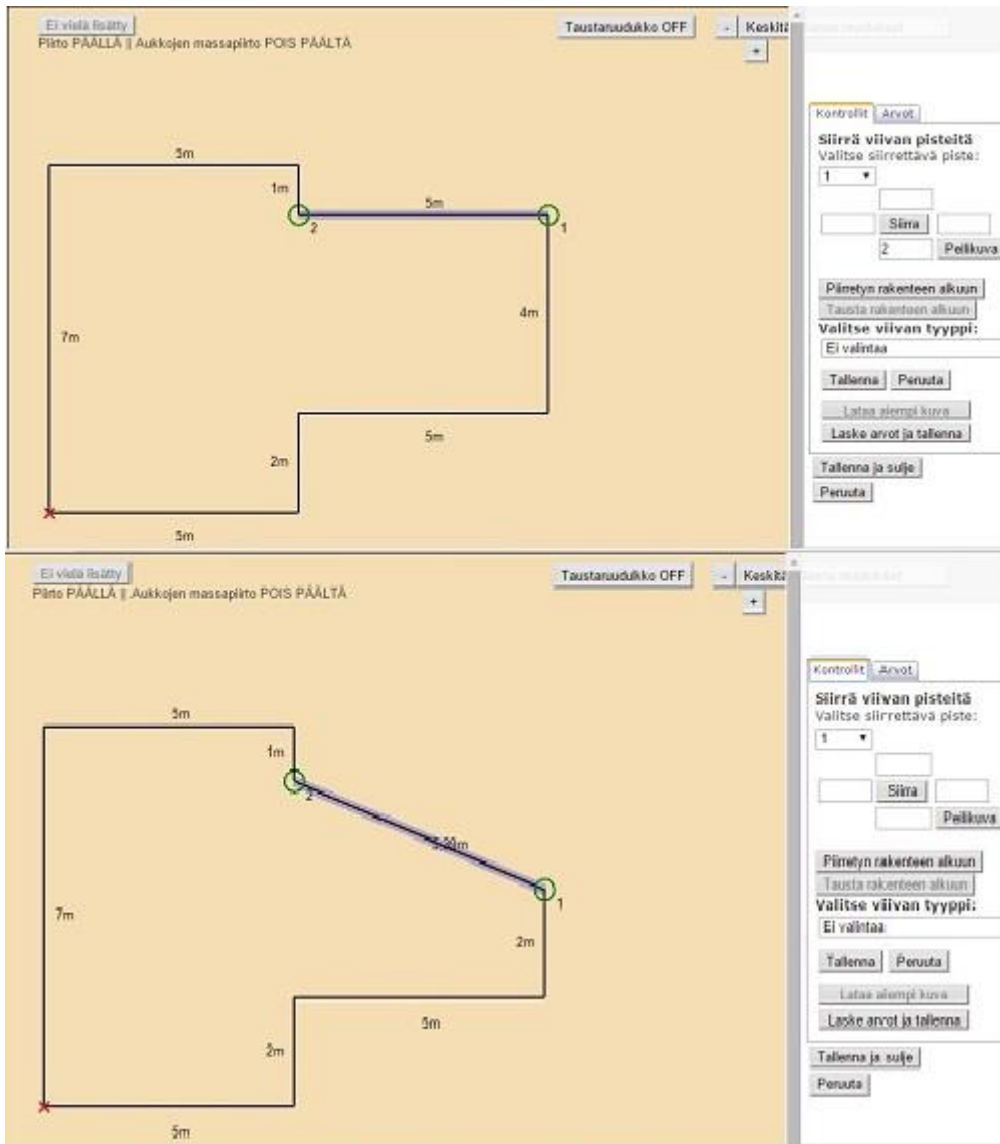 Ei vielä lisätty
Taustaruudukko OFF
-
Keskitä
+
Piirto PÄÄLLÄ || Aukkojen massapiirto POIS PÄÄLTÄ
5m
1m
5m
2
1
4m
7m
5m
2m
5m
Kontrollit
Arvot
Siirrä viivan pisteitä
Valitse siirrettävä piste:
1
Siirrä
2
Peilikuva
Piirretyn rakenteen alkuun
Tausta rakenteen alkuun
Valitse viivan tyyppi:
Ei valintaa
Tallenna
Peruuta
Lataa aiempi kuva
Laske arvot ja tallenna
Tallenna ja sulje
Peruuta
Ei vielä lisätty
Taustaruudukko OFF
-
Keskitä
+
Piirto PÄÄLLÄ || Aukkojen massapiirto POIS PÄÄLTÄ
5m
1m
2
1
7m
2m
5m
2m
5m
Kontrollit
Arvot
Siirrä viivan pisteitä
Valitse siirrettävä piste:
1
Siirrä
Peilikuva
Piirretyn rakenteen alkuun
Tausta rakenteen alkuun
Valitse viivan tyyppi:
Ei valintaa
Tallenna
Peruuta
Lataa aiempi kuva
Laske arvot ja tallenna
Tallenna ja sulje
Peruuta